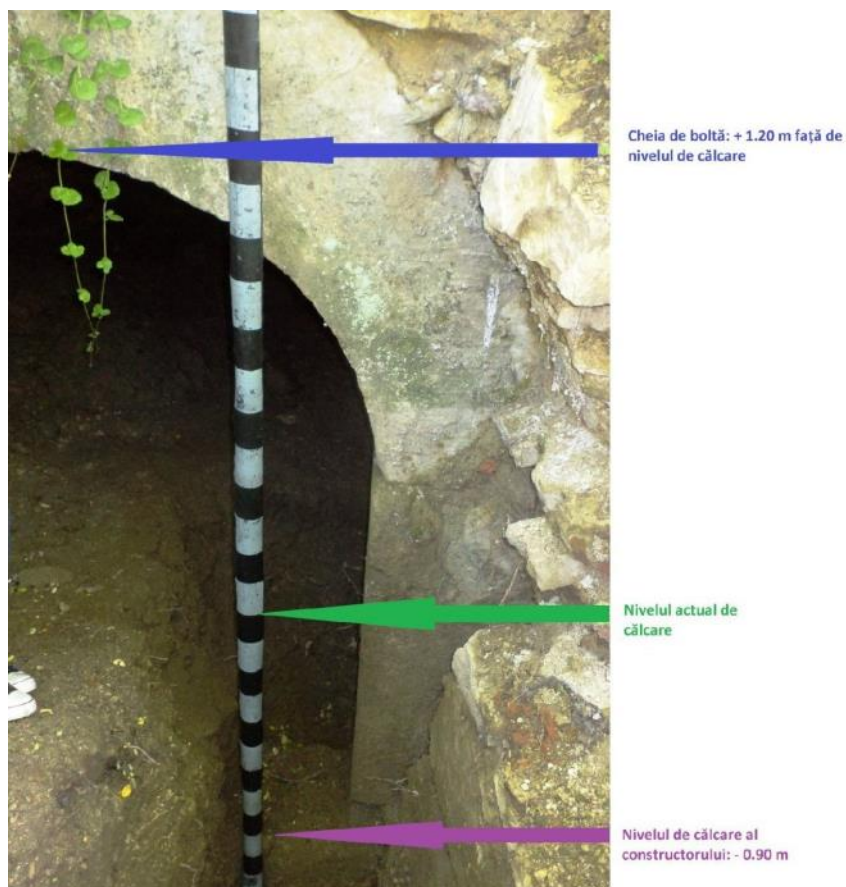 Cheia de boltă: + 1.20 m față de
nivelul de călcare
Nivelul actual de
călcare
Nivelul de călcare al
constructorului: - 0.90 m